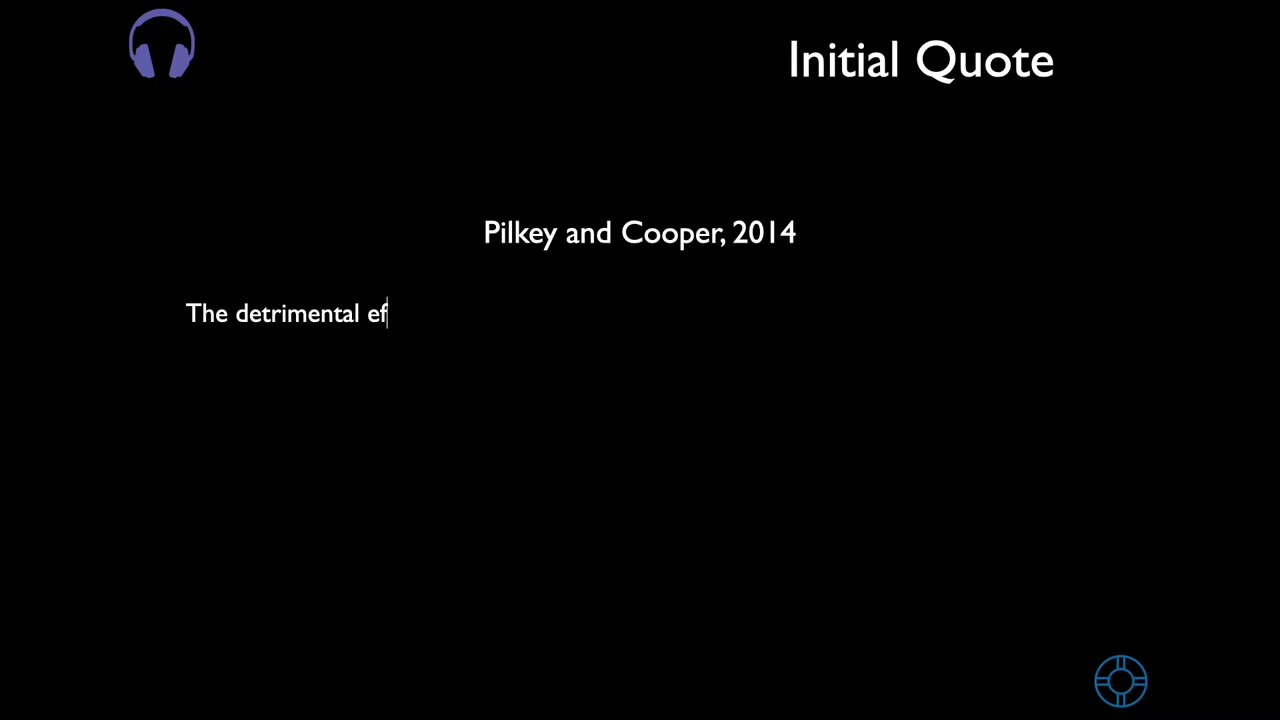 Initial Quote
Pilkey and Cooper, 2014
The detrimental ef